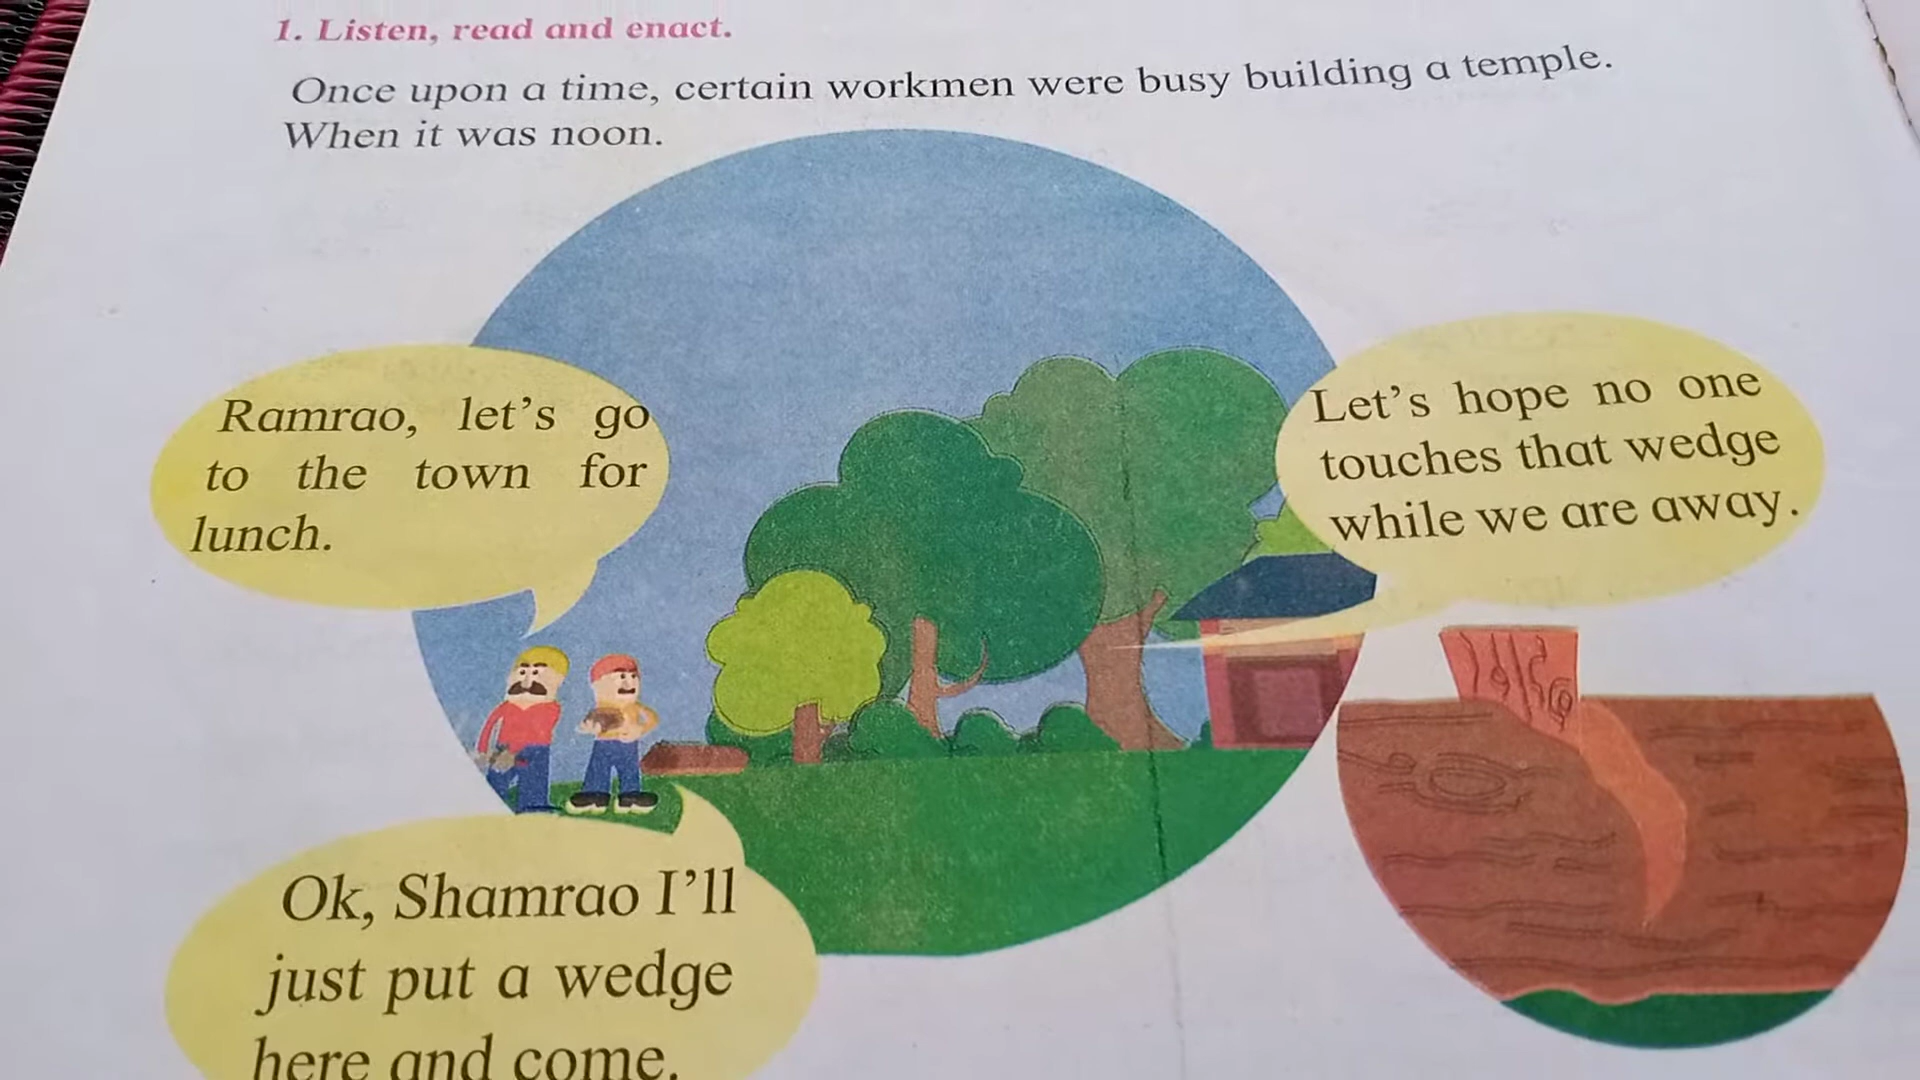 1. Listen, read and enact.
Once upon a time, certain workmen were busy building a temple.
When it was noon.
Ramrao, let's go
to the town for
lunch.
Let's hope no one
touches that wedge
while we are away.
Ok, Shamrao I'll
just put a wedge
here and come.